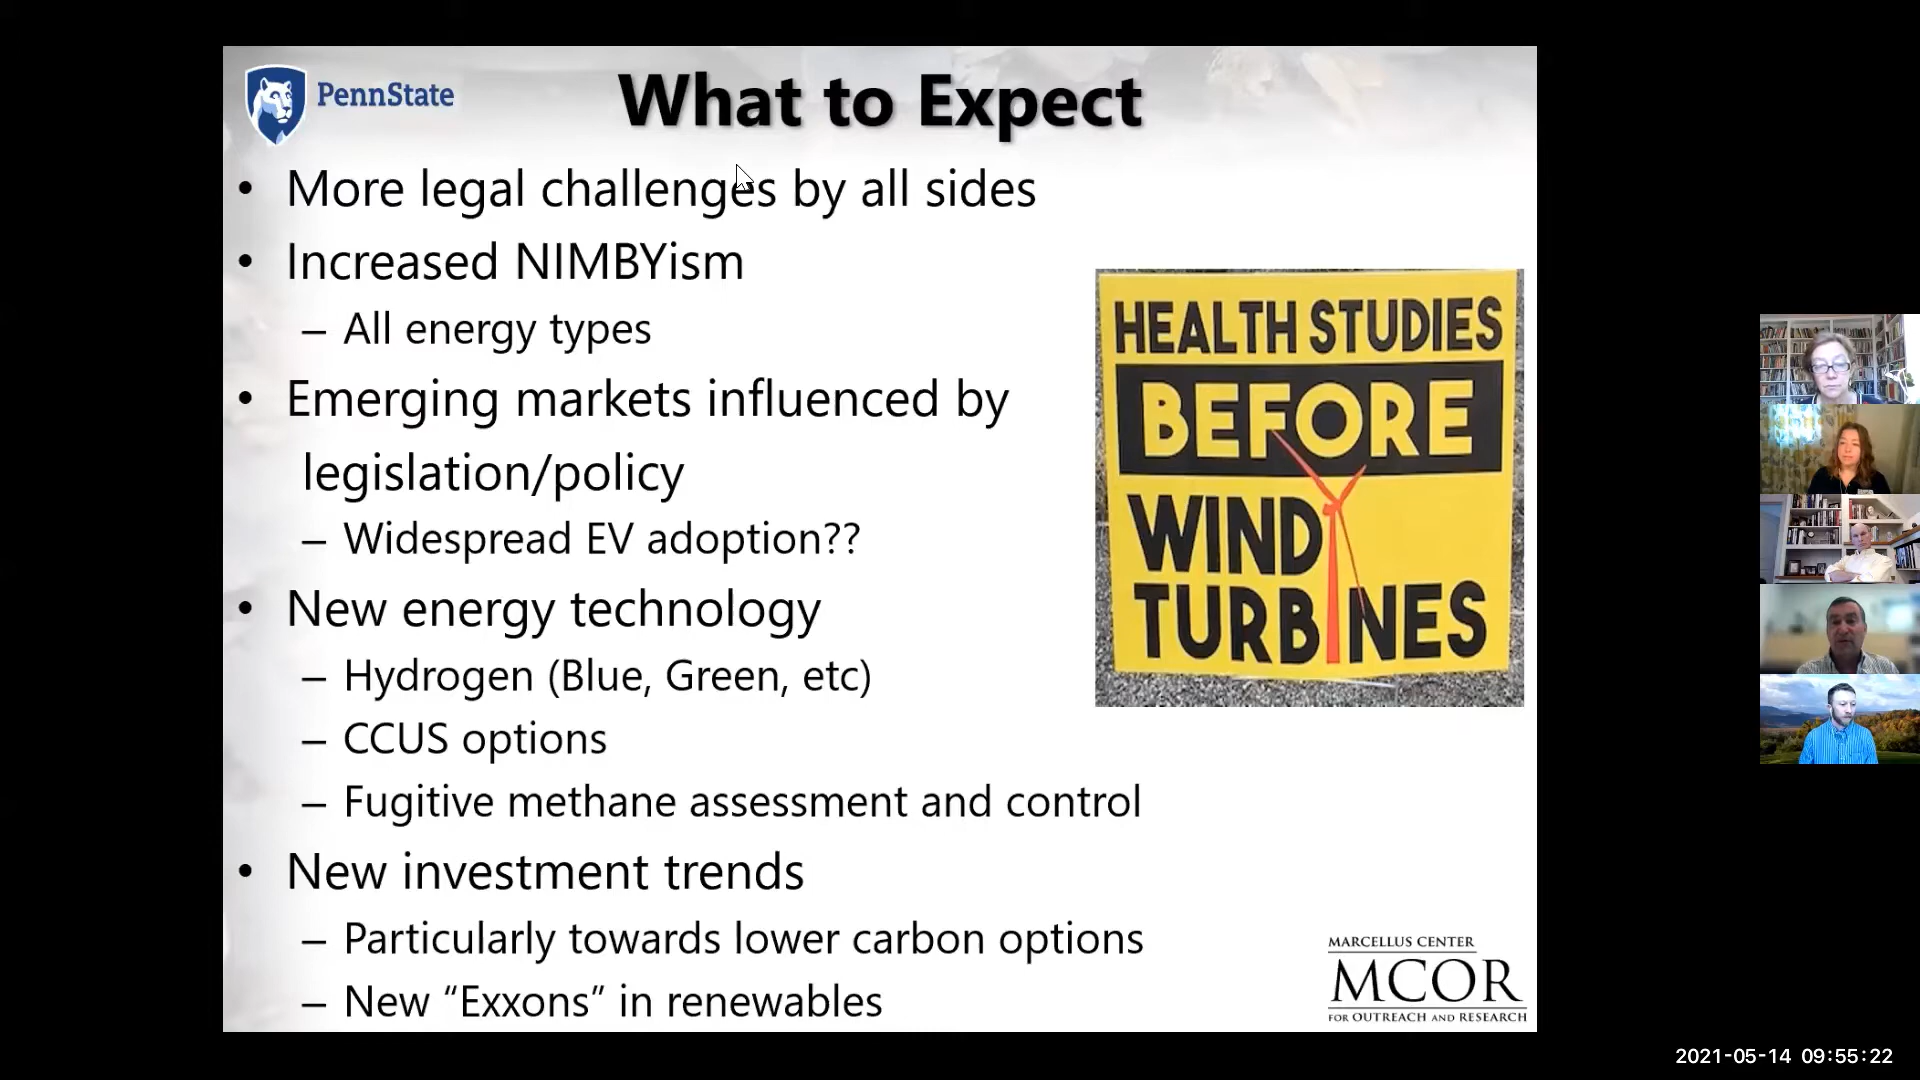 PennState
What to Expect
• More legal challenges by all sides
• Increased NIMBYism
– All energy types
• Emerging markets influenced by
legislation/policy
– Widespread EV adoption??
• New energy technology
– Hydrogen (Blue, Green, etc)
– CCUS options
– Fugitive methane assessment and control
• New investment trends
– Particularly towards lower carbon options
– New “Exxons” in renewables
HEALTH STUDIES
BEFORE
WIND
TURBINES
MARCELLUS CENTER
MCOR
FOR OUTREACH AND RESEARCH
2021-05-14 09:55:22